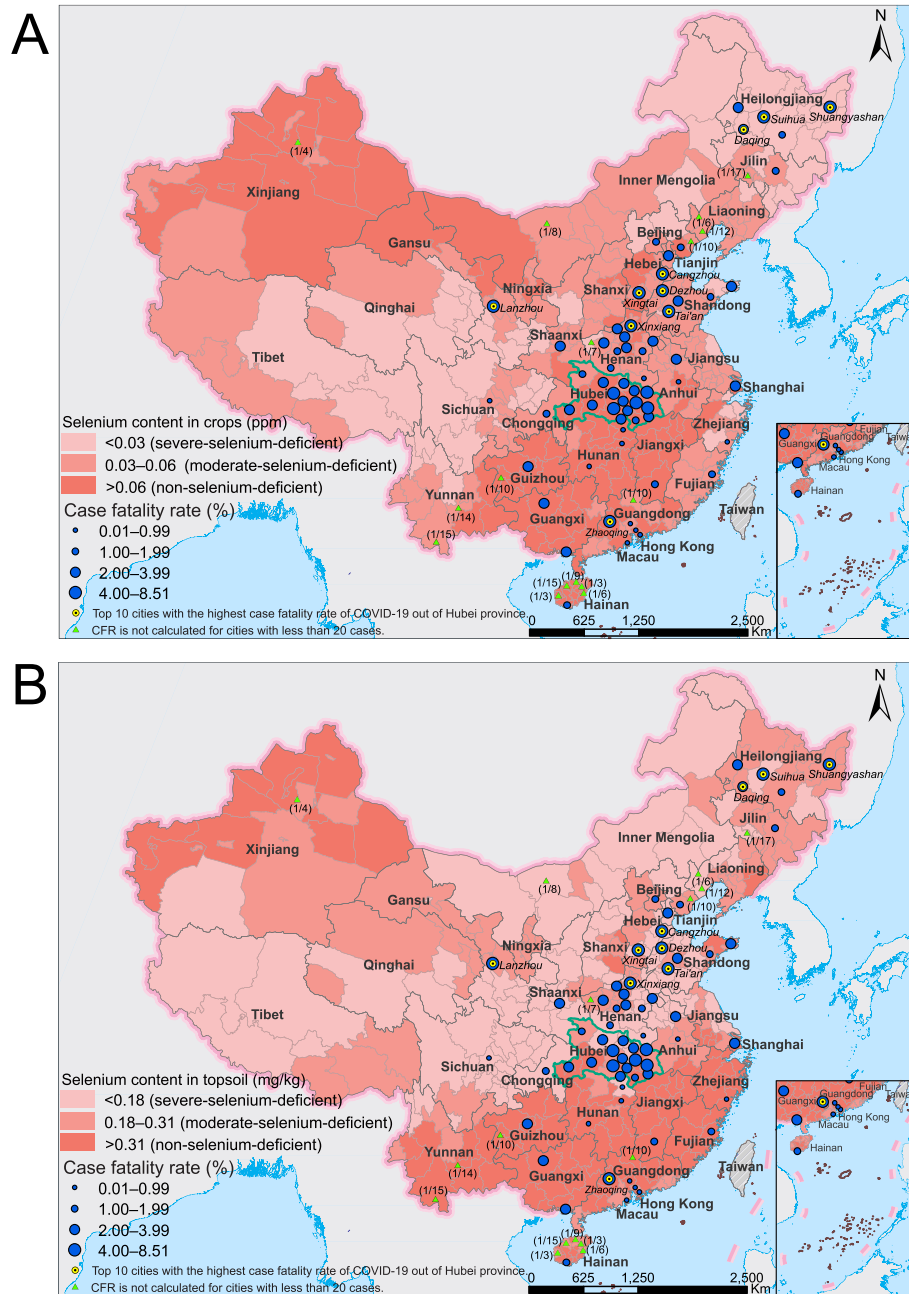 A
N
Heilongjiang
Suihua
Shuangyashan
Daqing
(1/4)
Jilin
(1/17)
Xinjiang
Inner Mengolia
Liaoning
(1/6)
(1/12)
(1/8)
Beijing
(1/10)
Gansu
Hebei
Tianjin
Cangzhou
Ningxia
Shanxi
Dezhou
Qinghai
Lanzhou
Xingtai
Shandong
Tai'an
Xinxiang
Shaanxi
(1/7)
Henan
Jiangsu
Tibet
Hubei
Anhui
Shanghai
Sichuan
Chongqing
Zhejiang
Selenium content in crops (ppm)
<0.03 (severe-selenium-deficient)
0.03–0.06 (moderate-selenium-deficient)
>0.06 (non-selenium-deficient)
Hunan
Jiangxi
Guizhou
(1/10)
Fujian
Yunnan
(1/14)
(1/15)
Guangxi
(1/10)
Guangdong
Zhaoqing
Taiwan
Hong Kong
Macau
(1/9)
(1/15)
(1/3)
(1/3)
(1/6)
Hainan
Case fatality rate (%)
0.01–0.99
1.00–1.99
2.00–3.99
4.00–8.51
Top 10 cities with the highest case fatality rate of COVID-19 out of Hubei province.
CFR is not calculated for cities with less than 20 cases.
0 625 1,250 2,500
Km
Fujian
Taiwan
Guangdong
Guangxi
Hong Kong
Macau
Hainan
B
N
Heilongjiang
Suihua
Shuangyashan
Daqing
(1/4)
Jilin
(1/17)
Xinjiang
Inner Mengolia
Liaoning
(1/6)
(1/12)
(1/8)
Beijing
(1/10)
Gansu
Hebei
Tianjin
Cangzhou
Ningxia
Shanxi
Dezhou
Qinghai
Lanzhou
Xingtai
Shandong
Tai'an
Xinxiang
Shaanxi
(1/7)
Henan
Jiangsu
Tibet
Hubei
Anhui
Shanghai
Sichuan
Chongqing
Zhejiang
Selenium content in topsoil (mg/kg)
<0.18 (severe-selenium-deficient)
0.18–0.31 (moderate-selenium-deficient)
>0.31 (non-selenium-deficient)
Hunan
Jiangxi
Guizhou
(1/10)
Fujian
Yunnan
(1/14)
(1/15)
Guangxi
(1/10)
Guangdong
Zhaoqing
Taiwan
Hong Kong
Macau
(1/9)
(1/15)
(1/3)
(1/3)
(1/6)
Hainan
Case fatality rate (%)
0.01–0.99
1.00–1.99
2.00–3.99
4.00–8.51
Top 10 cities with the highest case fatality rate of COVID-19 out of Hubei province.
CFR is not calculated for cities with less than 20 cases.
0 625 1,250 2,500
Km
Fujian
Taiwan
Guangdong
Guangxi
Hong Kong
Macau
Hainan